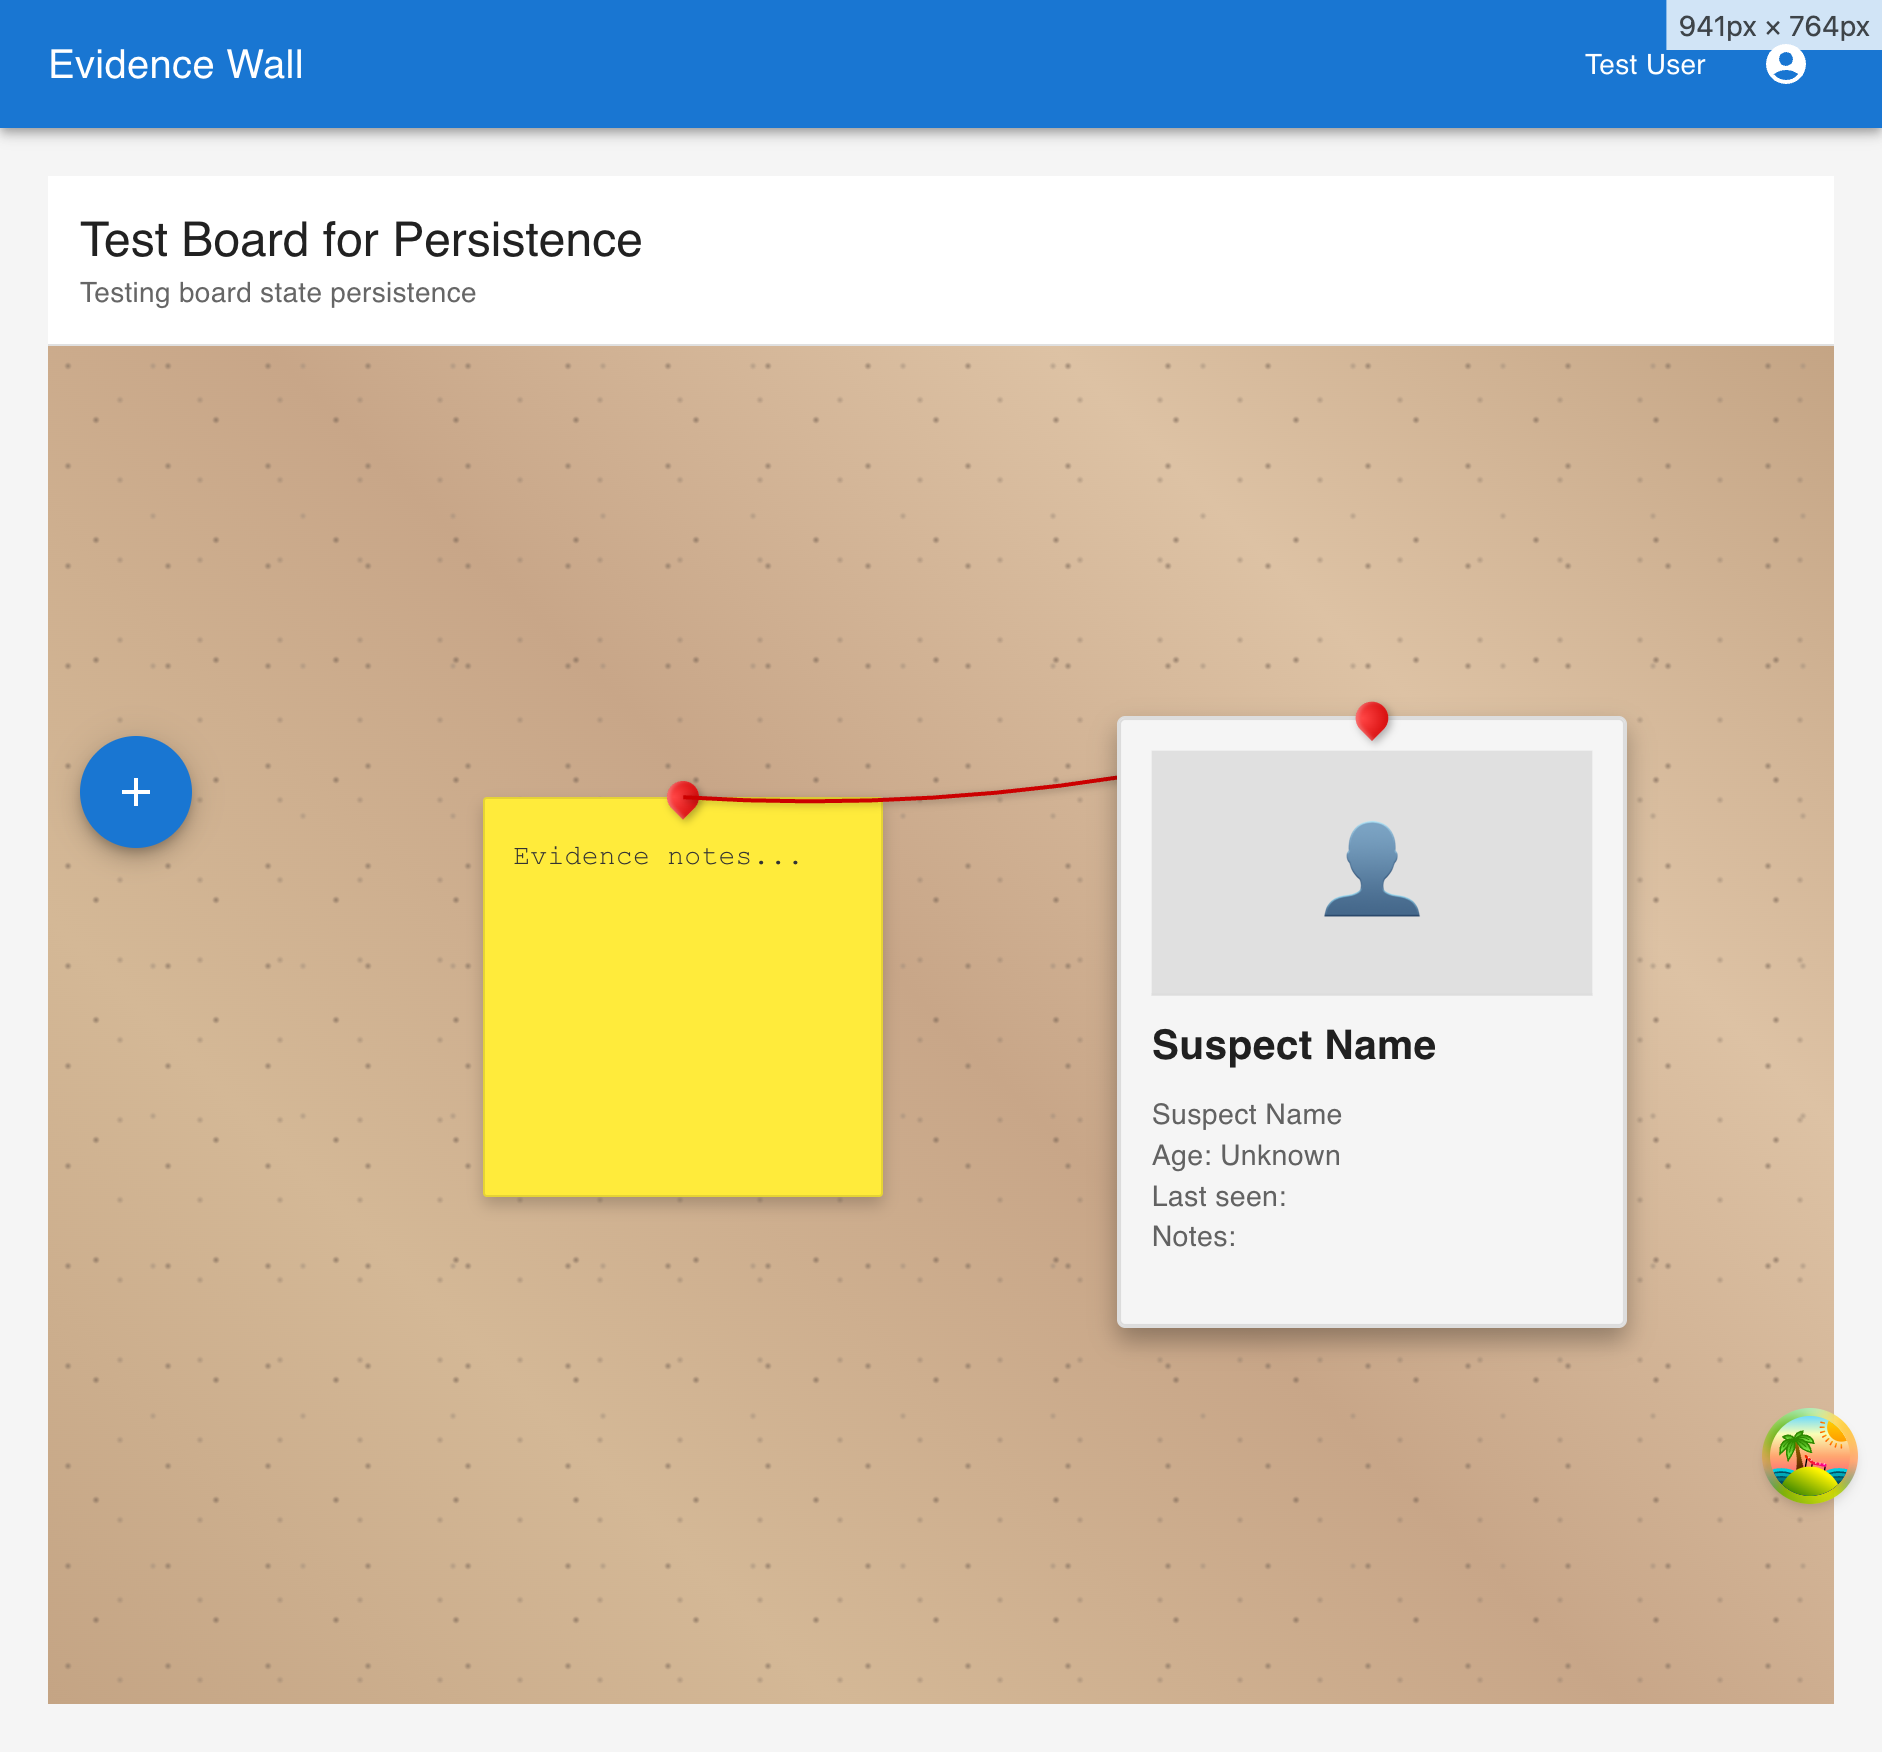 Evidence Wall
Test User
941px × 764px
Test Board for Persistence
Testing board state persistence
Evidence notes...
Suspect Name
Suspect Name
Age: Unknown
Last seen:
Notes: